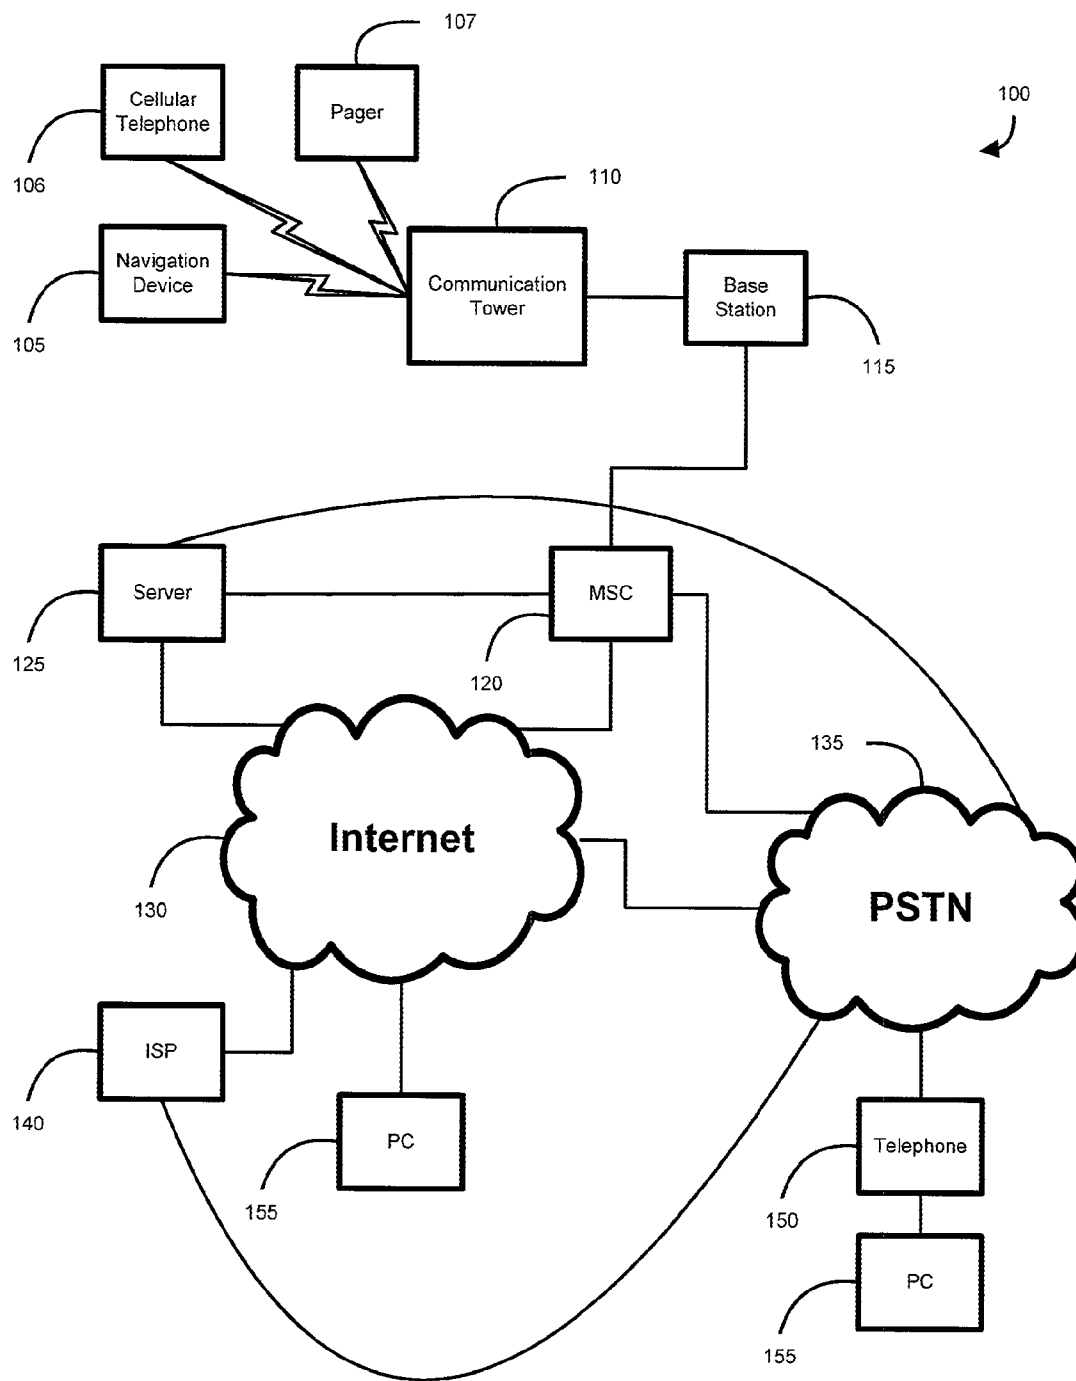 107
Cellular
Telephone
Pager
100
106
110
Navigation
Device
Communication
Tower
Base
Station
105
115
Server
MSC
125
120
135
Internet
130
PSTN
ISP
140
PC
155
Telephone
150
PC
155